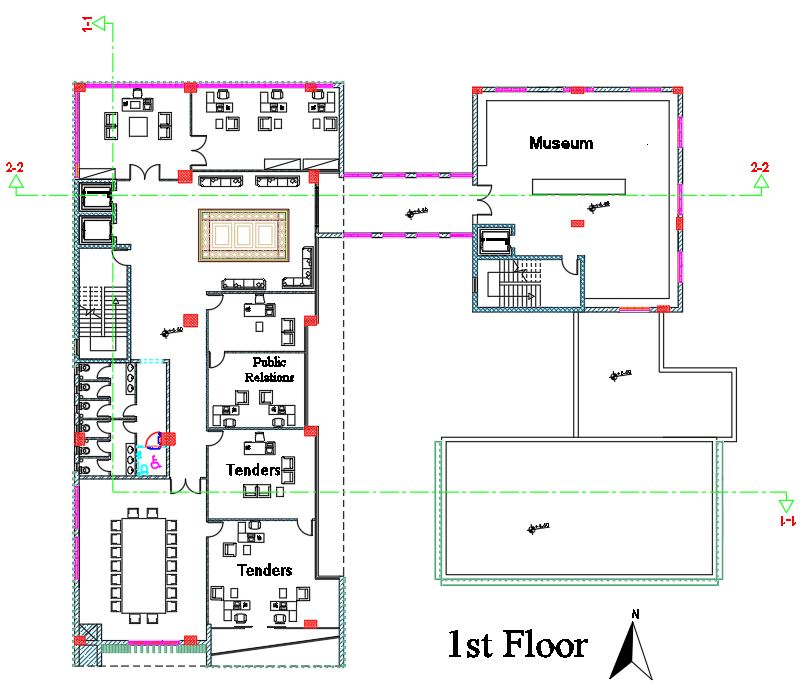 1-1
2-2
2-2
Museum
Public
Relations
Tenders
1-1
Tenders
N
1st Floor